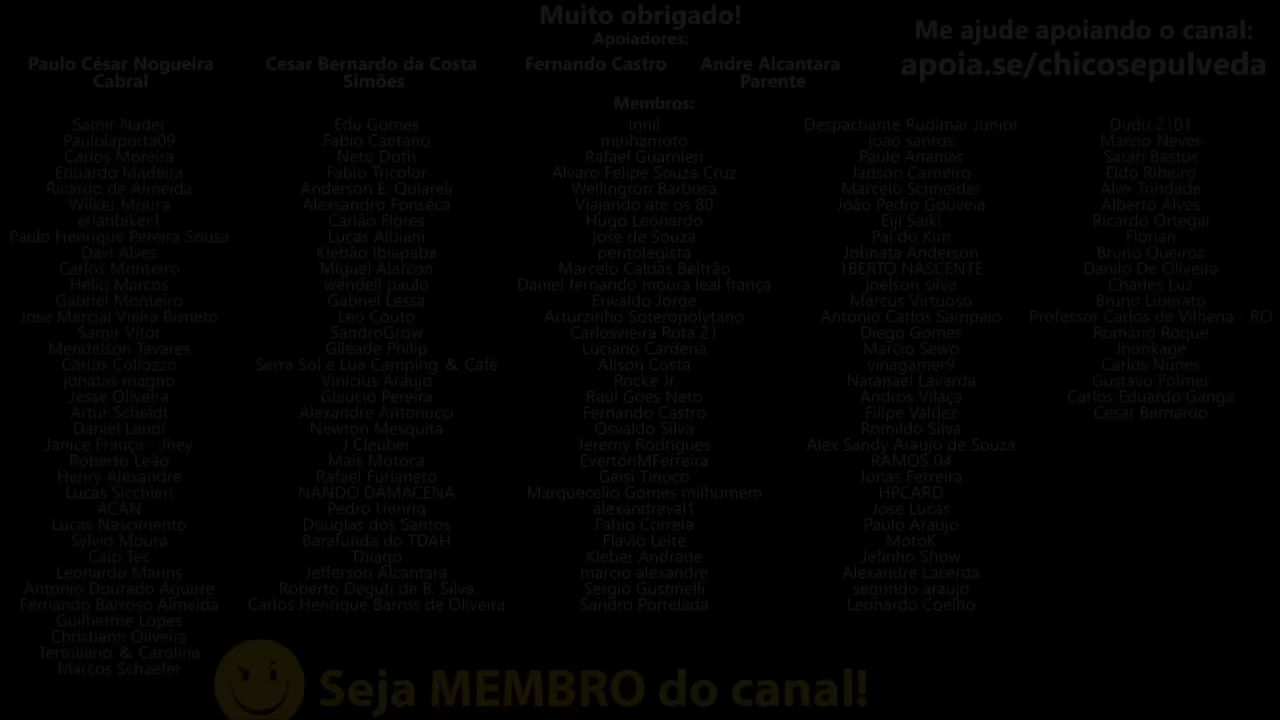 Muito obrigado!
Apoiadores:
Me ajude apoiando o canal:
apoia.se/chicosepulveda
Paulo César Nogueira
Cabral
Cesar Bernardo da Costa
Simões
Fernando Castro
Andre Alcantara
Parente
Membros:
Samir Nader
Paulolaporta09
Carlos Moreira
Eduardo Madeira
Ricardo de Almeida
Wilker Moura
erlanbiker1
Paulo Henrique Pereira Sousa
Davi Alves
Carlos Monteiro
Helio Marcos
Gabriel Monteiro
Jose Marcial Vieira Bisneto
Samir Vitor
Mendelson Tavares
Carlos Collozzo
jonatas magno
Jesse Oliveira
Artur Scheidt
Daniel Landi
Janice França - Jhey
Roberto Leão
Henry Alexandre
Lucas Sicchieri
ACAN
Lucas Nascimento
Sylvio Moura
Caio Tec
Leonardo Marins
Antonio Dourado Aguirre
Fernando Barroso Almeida
Guilherme Lopes
Christiann Oliveira
Tertuliano & Carolina
Marcos Schaefer
Edu Gomes
Fabio Caetano
Neto Doth
Fabio Tricolor
Anderson E. Quiareli
Alexsandro Fonsêca
Carlão Flores
Lucas Albiani
Klebão Ibiapaba
Miguel Alarcon
wendell paulo
Gabriel Lessa
Leo Couto
SandroGrow
Gileade Philip
Serra Sol e Lua Camping & Café
Vinicius Araujo
Glaucio Pereira
Alexandre Antonuco
Newton Mesquita -
J Cleuber
Mais Motoca
Rafael Furlaneto
NANDO DAMACENA
Pedro Henriq
Douglas dos Santos
Barafunda do TDAH
Thiago
Jefferson Alcantara
Roberto Deguti de B. Silva
Carlos Henrique Barros de Oliveira
Innil
minhamoto
Rafael Guarnieri
Alvaro Felipe Souza Cruz
Wellington Barbosa
Viajando até os 80
Hugo Leonardo
jose de Souza
pentolegista
Marcelo Caldas Beltrão
Daniel fernando moura leal frança
Erivaldo Jorge
Arturzinho Soteropolytano
Carlosvieira Rota 21
Luciano Cardena
Alison Costa
Rocke Jr
Raul Goes Neto
Fernando Castro
Osvaldo Silva
Jeremy Rodrigues
EvertonMFerreira
Geisi Tinoco
Marquecelio Gomes milhomem
alexandreval1
Fabio Correia
Flavio Leite
Kleber Andrade
marcio alexandre
Sergio Gustinelli
Sandro Portelada
Despachante Rudimar Junior
joao santos
Paulo Ananias
Jadson Carneiro
Marcelo Schneider
João Pedro Gouveia
Eiji Saiki
Pai do Kim
Johnata Anderson
1BERTO NASCENTE
joelson silva
Marcus Virtuoso
Antonio Carlos Sampaio
Diego Gomes
Marcio Sewo
vinagamer9
Natanael Lavarda
Andros Vilaça
Filipe Valdez
Romildo Silva
Alex Sandy Araujo de Souza
RAMOS 04
Jonas Ferreira
HPCARD
Jose Lucas
Paulo Araujo
MotoK
Jefinho Show
Alexandre Lacerda
segundo araujo
Leonardo Coelho
Dudu 2101
Marcio Neves
Sarah Bastos
Eldo Ribeiro
Alex Trindade
Alberto Alves
Ricardo Ortegal
Florian
Bruno Queiroz
Danilo De Oliveira
Charles Luz
Bruno Liberato
Professor Carlos de Vilhena - RO
Romário Roque
Jhonkage
Carlos Nunes
Gustavo Folmer
Carlos Eduardo Ganga
Cesar Bernardo
Seja MEMBRO do canal!